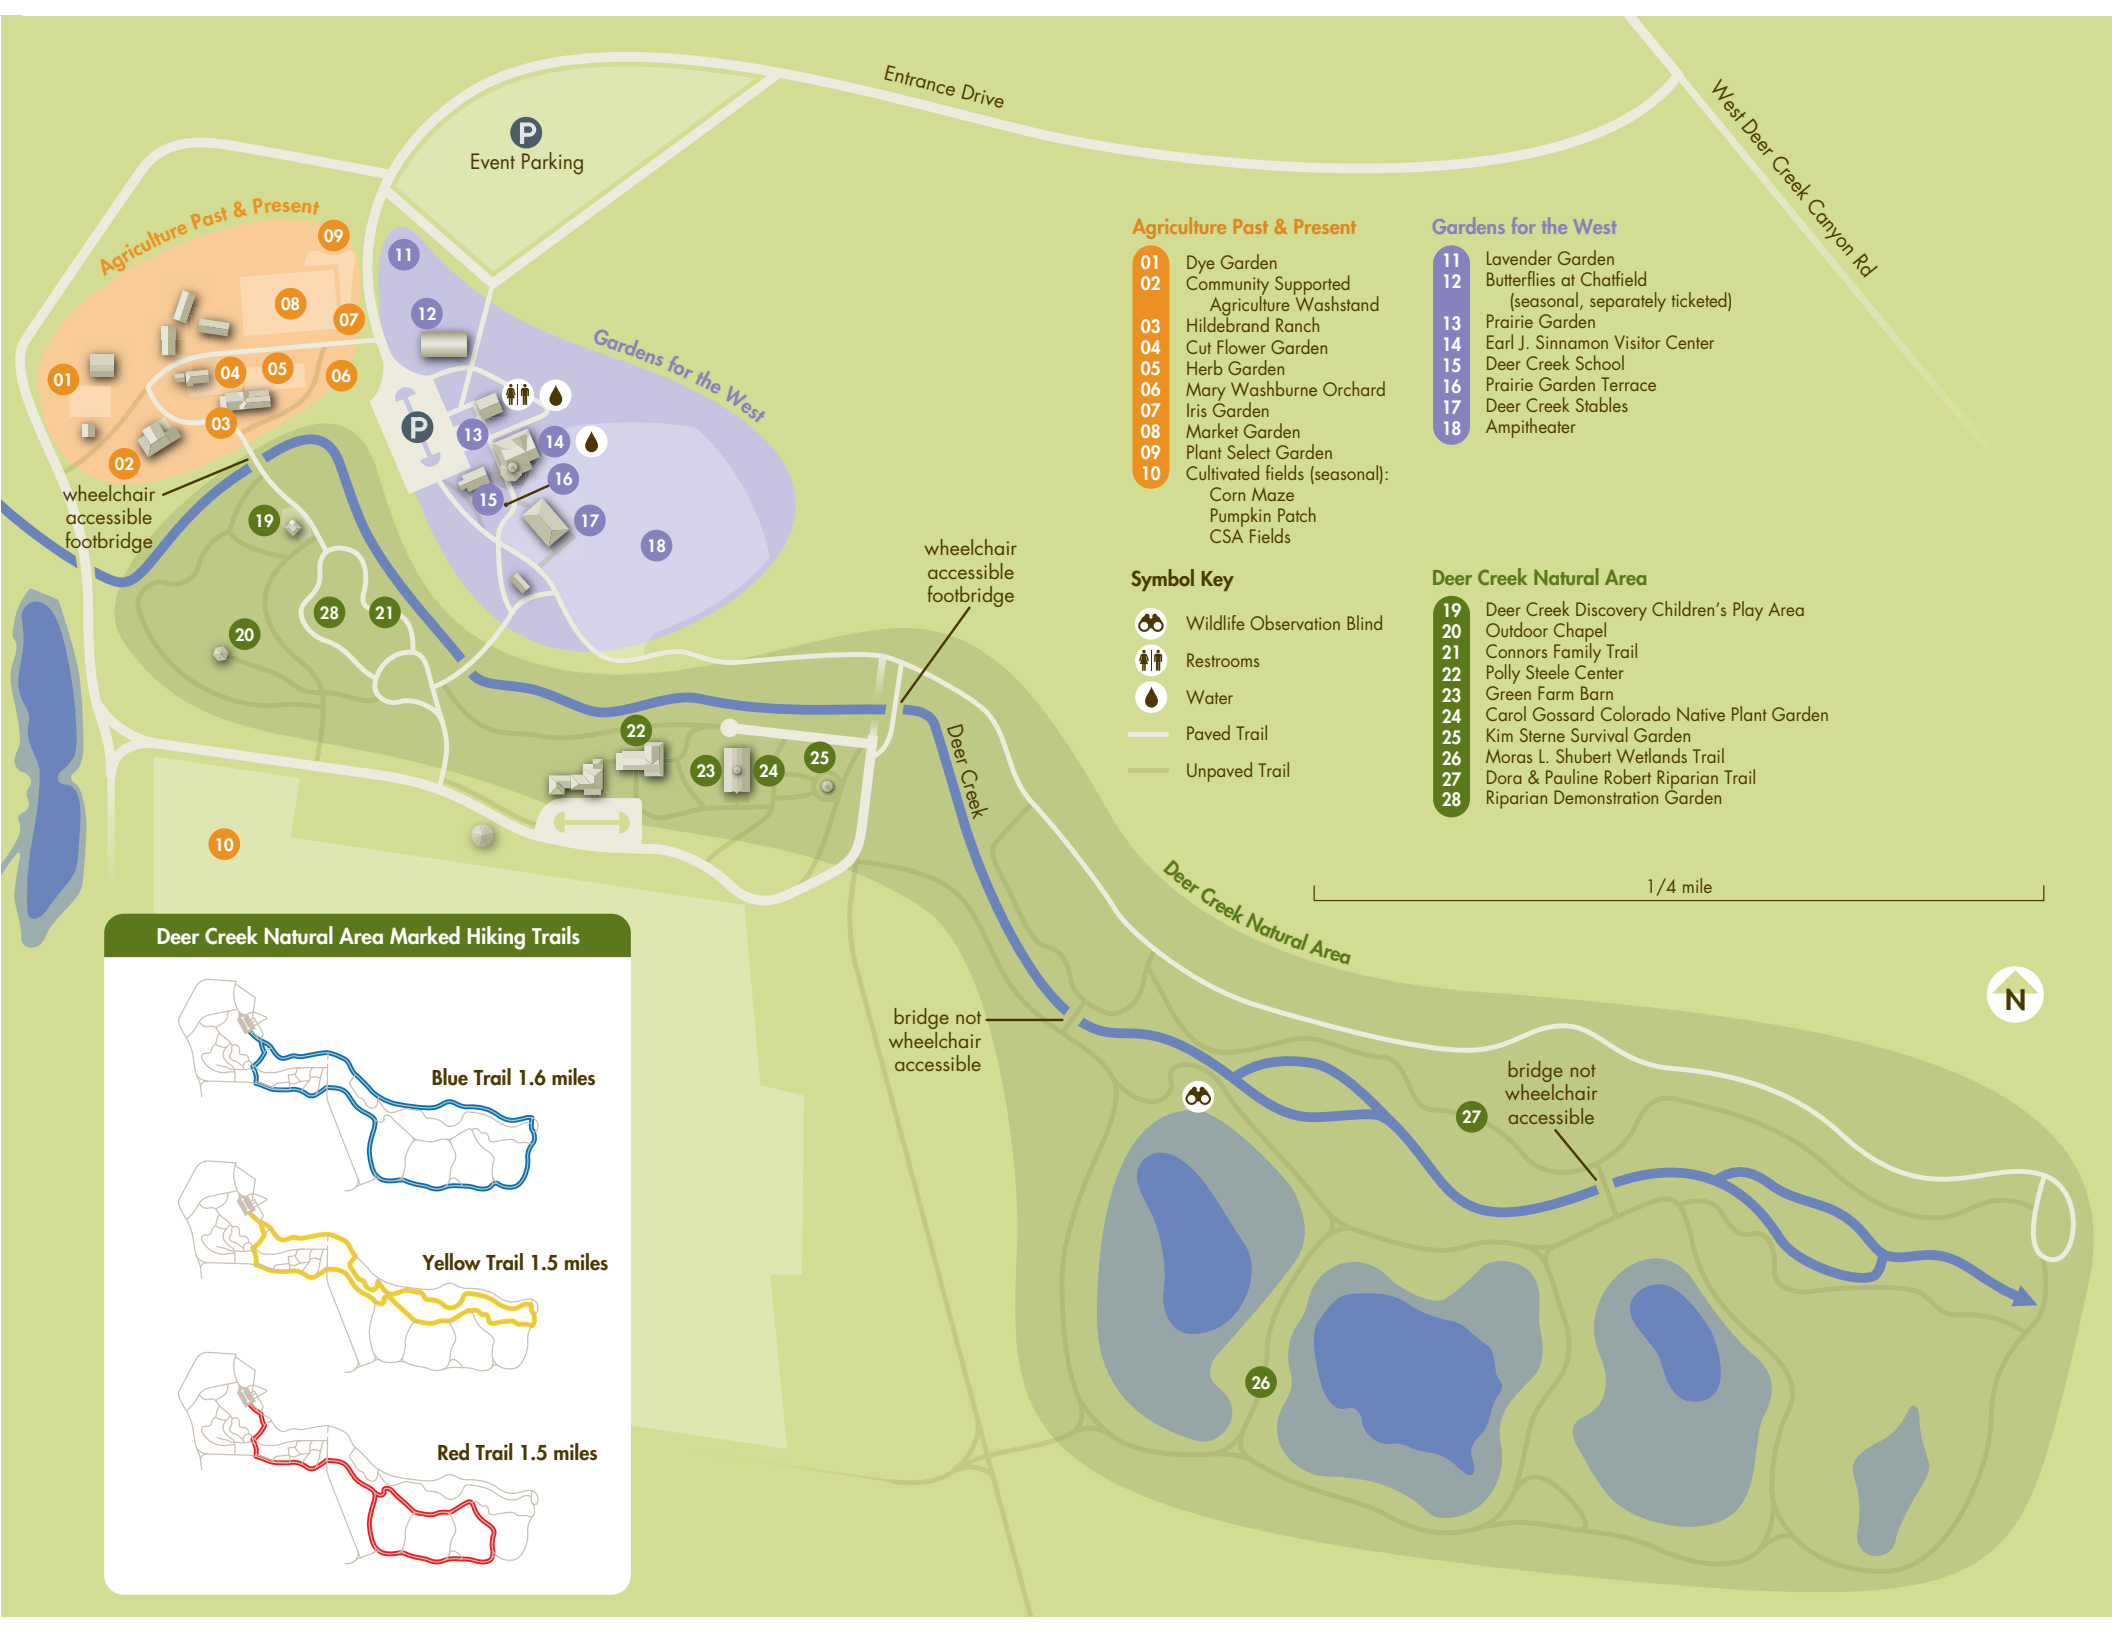 Entrance Drive
West Deer Creek Canyon Rd
P
Event Parking
Agriculture Past & Present
09
08
07
01
04
05
06
03
02
wheelchair
accessible
footbridge
11
12
Gardens for the West
P
13
14
15
16
17
18
Agriculture Past & Present
01 Dye Garden
02 Community Supported
Agriculture Washstand
03 Hildebrand Ranch
04 Cut Flower Garden
05 Herb Garden
06 Mary Washburne Orchard
07 Iris Garden
08 Market Garden
09 Plant Select Garden
10 Cultivated fields (seasonal):
Corn Maze
Pumpkin Patch
CSA Fields
Gardens for the West
11 Lavender Garden
12 Butterflies at Chatfield
(seasonal, separately ticketed)
13 Prairie Garden
14 Earl J. Sinnamon Visitor Center
15 Deer Creek School
16 Prairie Garden Terrace
17 Deer Creek Stables
18 Ampitheater
Symbol Key
Wildlife Observation Blind
Restrooms
Water
Paved Trail
Unpaved Trail
Deer Creek Natural Area
19 Deer Creek Discovery Children's Play Area
20 Outdoor Chapel
21 Connors Family Trail
22 Polly Steele Center
23 Green Farm Barn
24 Carol Gossard Colorado Native Plant Garden
25 Kim Sterne Survival Garden
26 Moras L. Shubert Wetlands Trail
27 Dora & Pauline Robert Riparian Trail
28 Riparian Demonstration Garden
19
28
21
20
wheelchair
accessible
footbridge
22
23
24
25
Deer Creek
10
1/4 mile
Deer Creek Natural Area
N
bridge not
wheelchair
accessible
bridge not
wheelchair
accessible
27
26
Deer Creek Natural Area Marked Hiking Trails
Blue Trail 1.6 miles
Yellow Trail 1.5 miles
Red Trail 1.5 miles